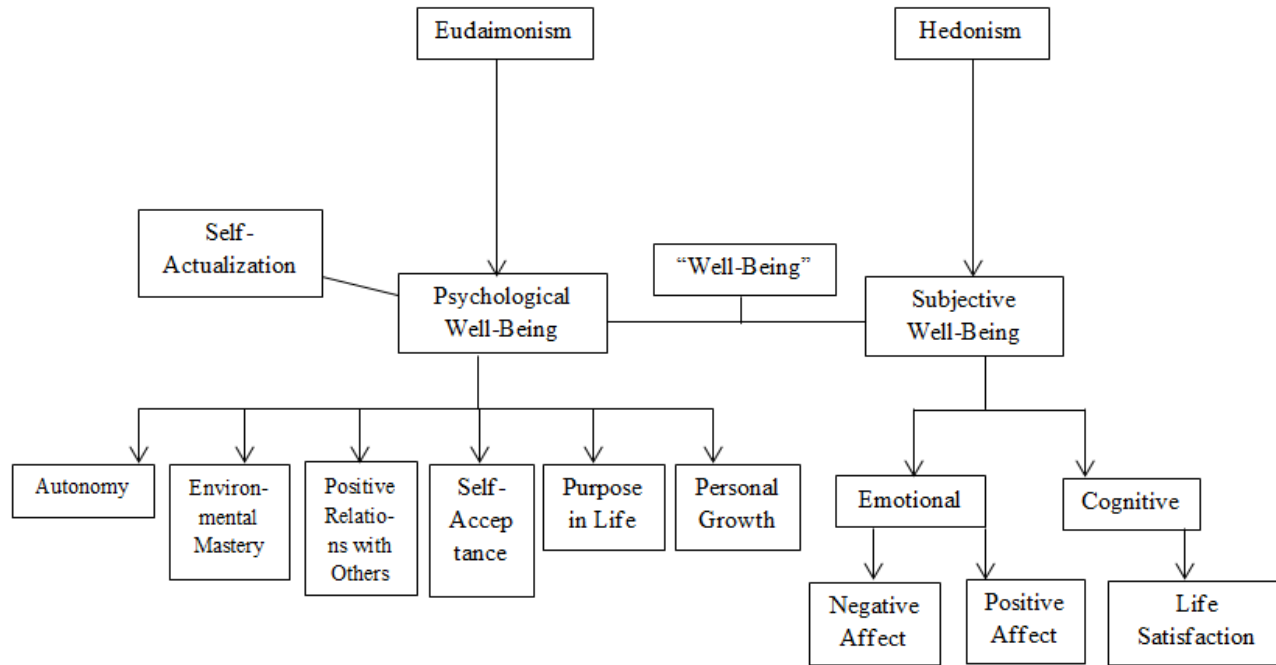 Eudaimonism
Hedonism
Self-
Actualization
“Well-Being”
Psychological
Well-Being
Subjective
Well-Being
Autonomy
Environ-
mental
Mastery
Positive
Relatio-
ns with
Others
Self-
Accep
tance
Purpose
in Life
Personal
Growth
Emotional
Cognitive
Negative
Affect
Positive
Affect
Life
Satisfaction